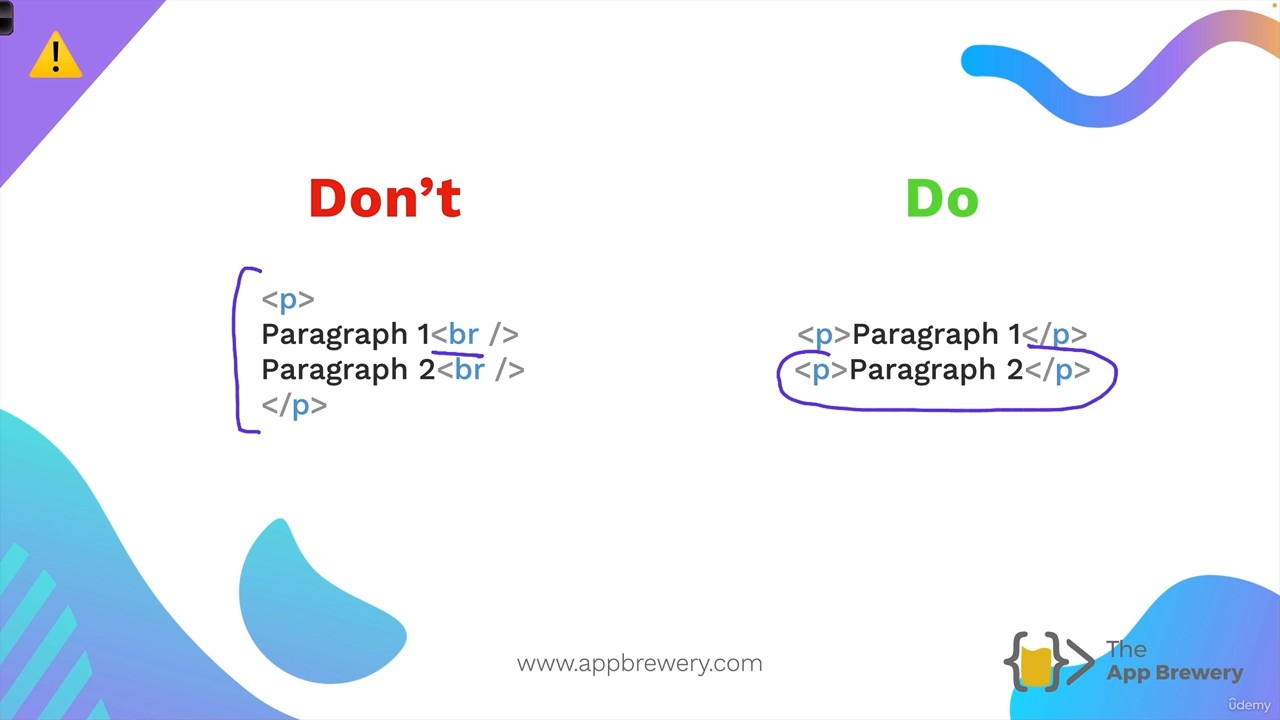 Don’t
<p>
Paragraph 1<br />
Paragraph 2<br />
</p>
Do
<p>Paragraph 1</p>
<p>Paragraph 2</p>
www.appbrewery.com
The
App Brewery
ûdemy